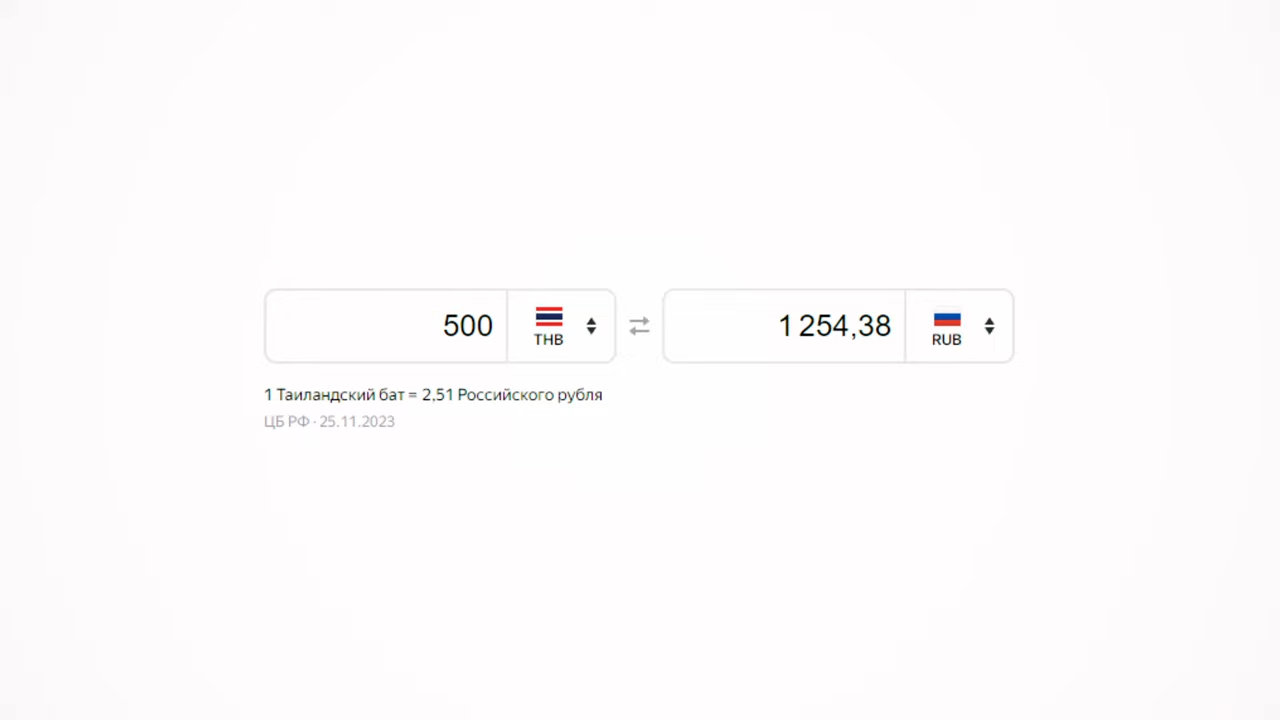 500 THB 1 254,38 RUB
1 Таиландский бат = 2,51 Российского рубля
ЦБ РФ · 25.11.2023